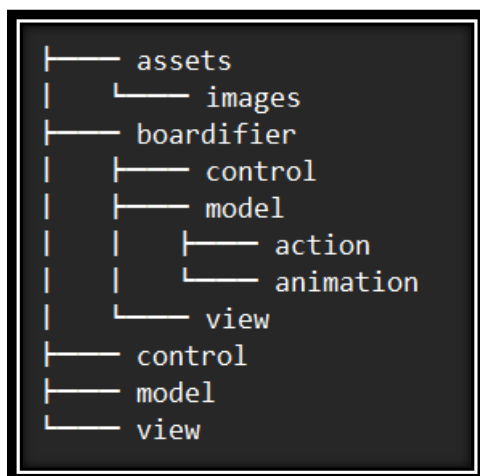 ├── assets
│   └── images
├── boardifier
│   ├── control
│   ├── model
│   │   ├── action
│   │   └── animation
│   └── view
├── control
├── model
└── view